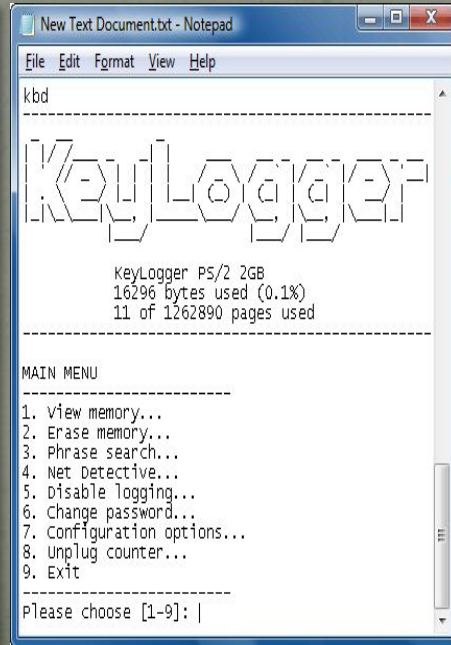 New Text Document.txt - Notepad
File Edit Format View Help
kbd
------------------------------------------------
KeyLogger
KeyLogger PS/2 2GB
16296 bytes used (0.1%)
11 of 1262890 pages used
------------------------------------------------
MAIN MENU
-------------------------
1. View memory...
2. Erase memory...
3. Phrase search...
4. Net Detective...
5. Disable logging...
6. Change password...
7. Configuration options...
8. Unplug counter...
9. Exit
-------------------------
Please choose [1-9]: |